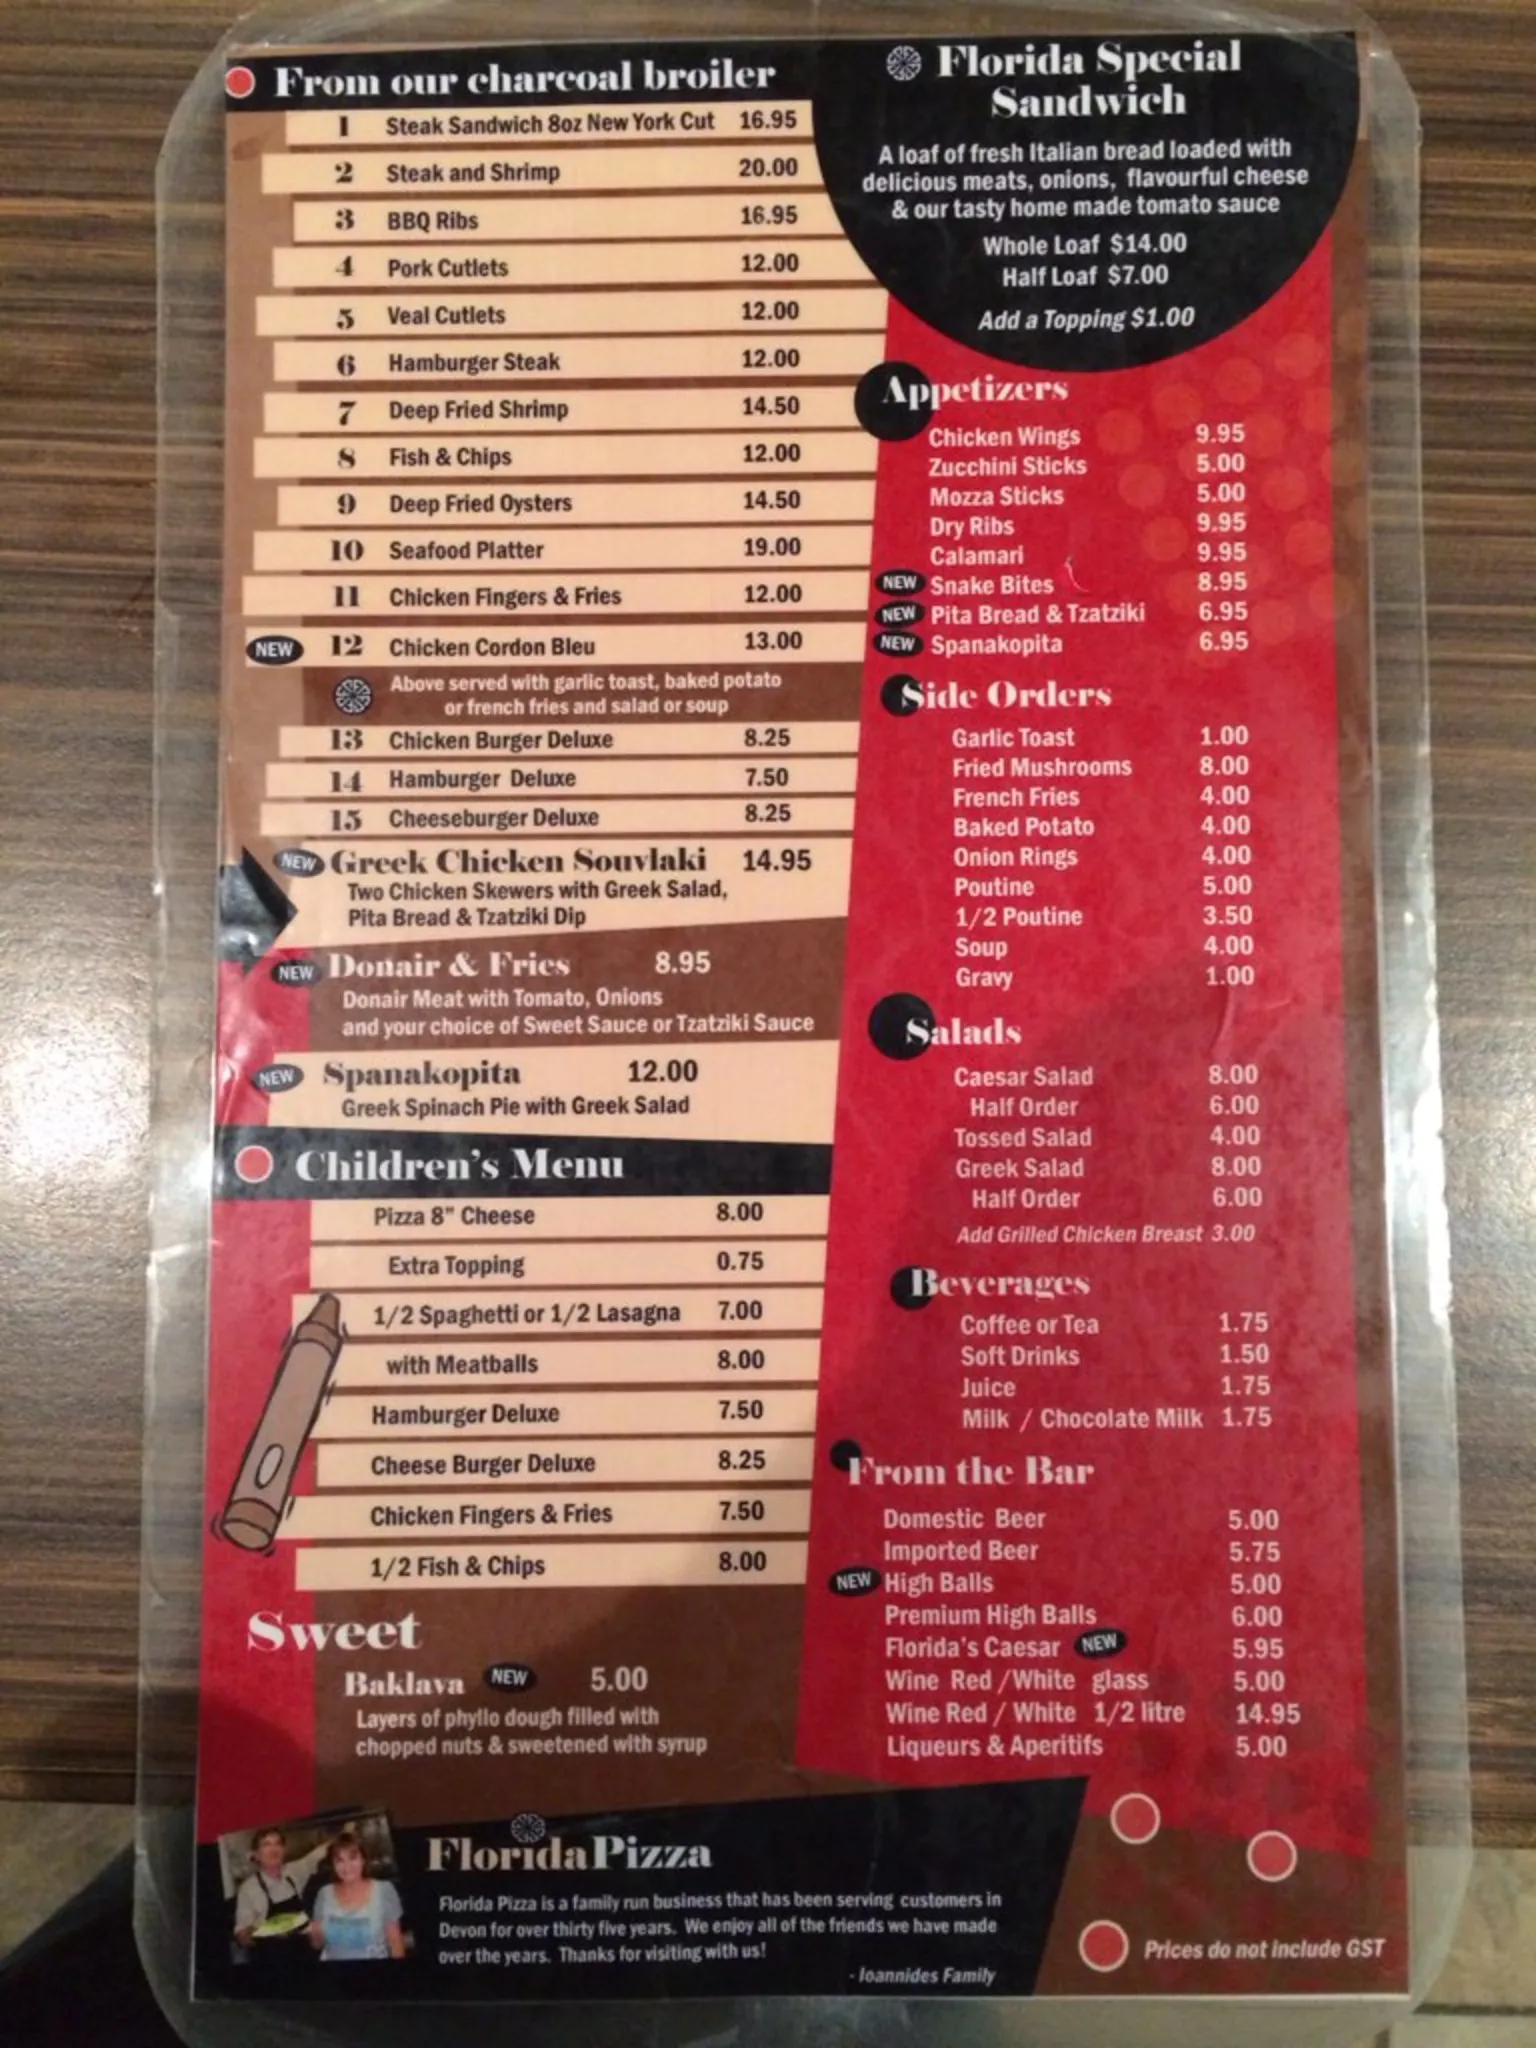 From our charcoal broiler
1 Steak Sandwich 8oz New York Cut 16.95
2 Steak and Shrimp 20.00
3 BBQ Ribs 16.95
4 Pork Cutlets 12.00
5 Veal Cutlets 12.00
6 Hamburger Steak 12.00
7 Deep Fried Shrimp 14.50
8 Fish & Chips 12.00
9 Deep Fried Oysters 14.50
10 Seafood Platter 19.00
11 Chicken Fingers & Fries 12.00
NEW 12 Chicken Cordon Bleu 13.00
Above served with garlic toast, baked potato
or french fries and salad or soup
13 Chicken Burger Deluxe 8.25
14 Hamburger Deluxe 7.50
15 Cheeseburger Deluxe 8.25
NEW Greek Chicken Souvlaki 14.95
Two Chicken Skewers with Greek Salad,
Pita Bread & Tzatziki Dip
NEW Donair & Fries 8.95
Donair Meat with Tomato, Onions
and your choice of Sweet Sauce or Tzatziki Sauce
NEW Spanakopita 12.00
Greek Spinach Pie with Greek Salad
Children's Menu
Pizza 8" Cheese 8.00
Extra Topping 0.75
1/2 Spaghetti or 1/2 Lasagna 7.00
with Meatballs 8.00
Hamburger Deluxe 7.50
Cheese Burger Deluxe 8.25
Chicken Fingers & Fries 7.50
1/2 Fish & Chips 8.00
Sweet
Baklava NEW 5.00
Layers of phyllo dough filled with
chopped nuts & sweetened with syrup
Florida Special
Sandwich
A loaf of fresh Italian bread loaded with
delicious meats, onions, flavourful cheese
& our tasty home made tomato sauce
Whole Loaf $14.00
Half Loaf $7.00
Add a Topping $1.00
Appetizers
Chicken Wings 9.95
Zucchini Sticks 5.00
Mozza Sticks 5.00
Dry Ribs 9.95
Calamari 9.95
NEW Snake Bites 8.95
NEW Pita Bread & Tzatziki 6.95
NEW Spanakopita 6.95
Side Orders
Garlic Toast 1.00
Fried Mushrooms 8.00
French Fries 4.00
Baked Potato 4.00
Onion Rings 4.00
Poutine 5.00
1/2 Poutine 3.50
Soup 4.00
Gravy 1.00
Salads
Caesar Salad 8.00
Half Order 6.00
Tossed Salad 4.00
Greek Salad 8.00
Half Order 6.00
Add Grilled Chicken Breast 3.00
Beverages
Coffee or Tea 1.75
Soft Drinks 1.50
Juice 1.75
Milk / Chocolate Milk 1.75
From the Bar
Domestic Beer 5.00
Imported Beer 5.75
NEW High Balls 5.00
Premium High Balls 6.00
Florida's Caesar NEW 5.95
Wine Red / White glass 5.00
Wine Red / White 1/2 litre 14.95
Liqueurs & Aperitifs 5.00
Florida Pizza
Florida Pizza is a family run business that has been serving customers in
Devon for over thirty five years. We enjoy all of the friends we have made
over the years. Thanks for visiting with us!
- Ioannides Family
Prices do not include GST